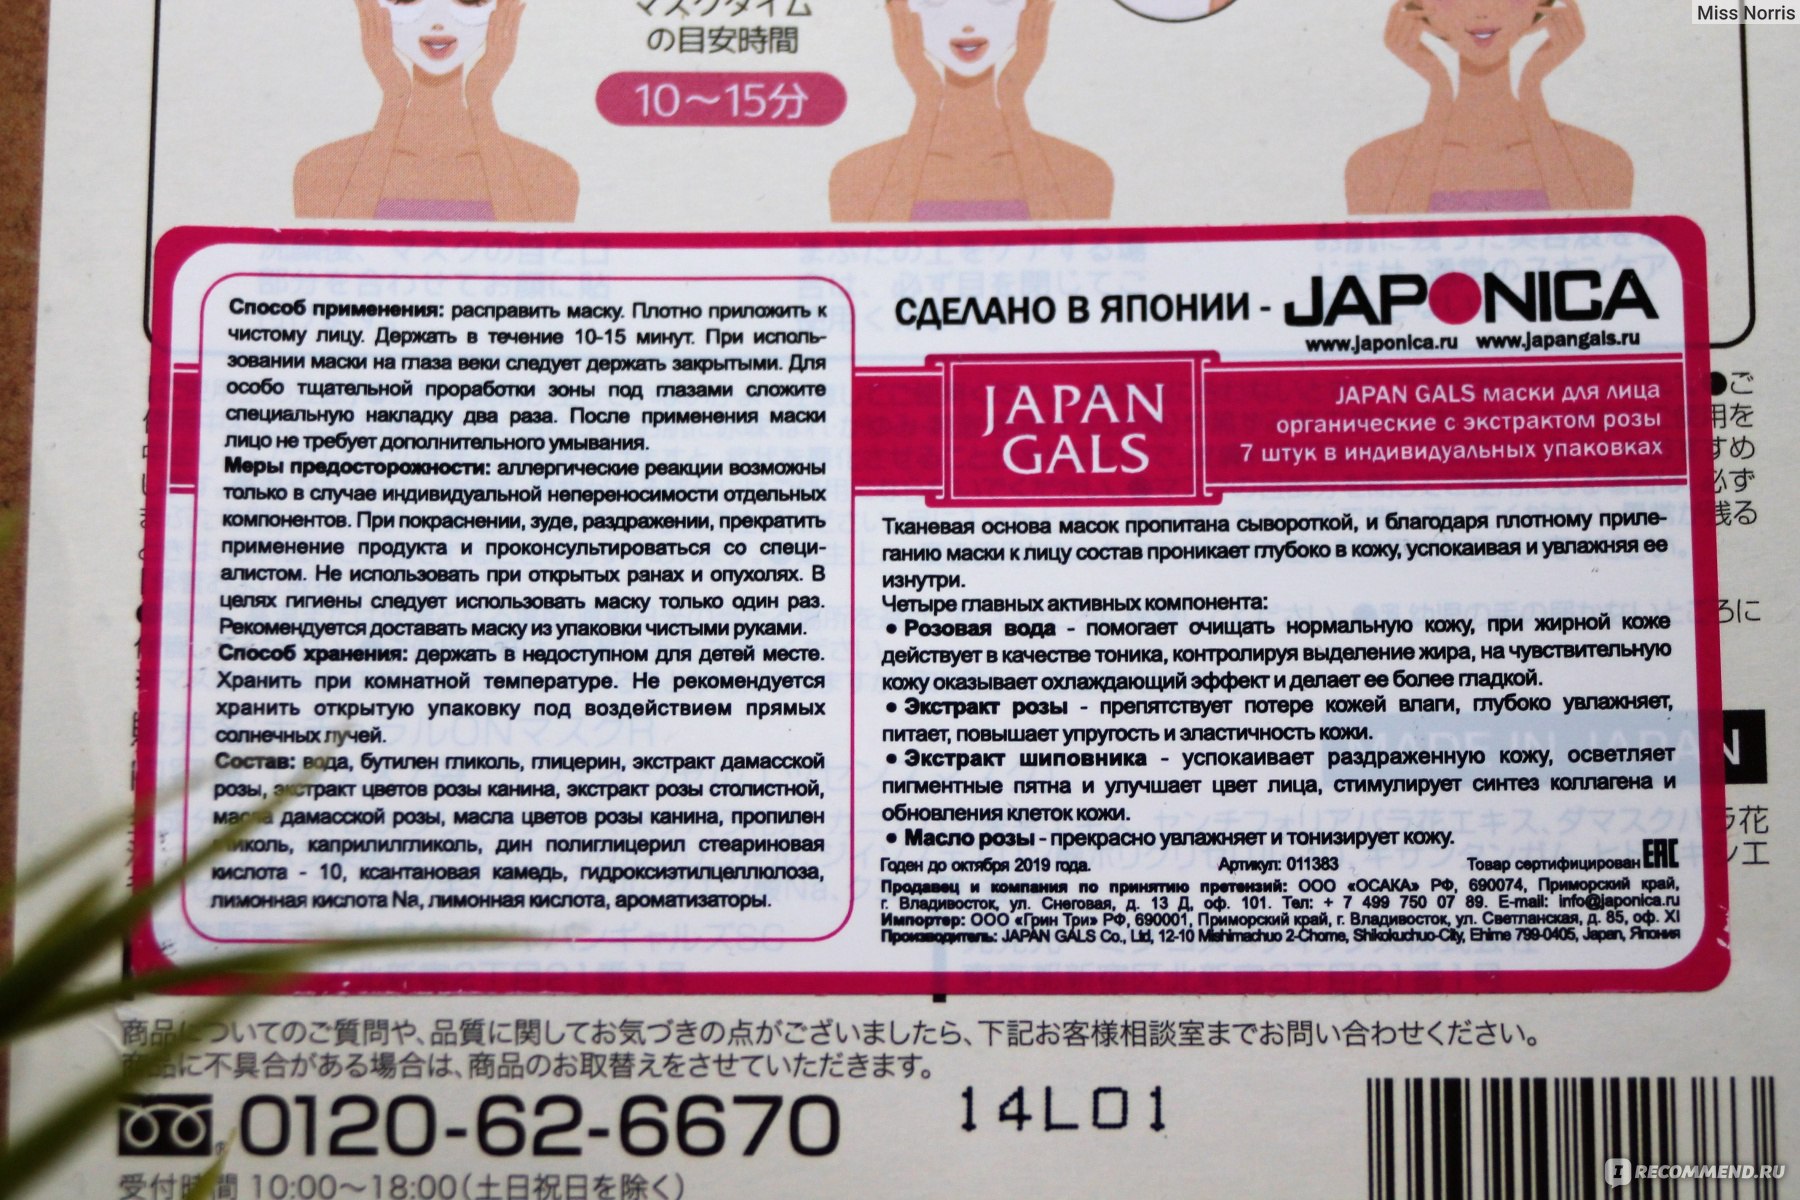 Miss Norris
マスクタイム
の目安時間
10～15分
Способ применения: расправить маску. Плотно приложить к
чистому лицу. Держать в течение 10-15 минут. При исполь-
зовании маски на глаза веки следует держать закрытыми. Для
особо тщательной проработки зоны под глазами сложите
специальную накладку два раза. После применения маски
лицо не требует дополнительного умывания.
Меры предосторожности: аллергические реакции возможны
только в случае индивидуальной непереносимости отдельных
компонентов. При покраснении, зуде, раздражении, прекратить
применение продукта и проконсультироваться со специ-
алистом. Не использовать при открытых ранах и опухолях. В
целях гигиены следует использовать маску только один раз.
Рекомендуется доставать маску из упаковки чистыми руками.
Способ хранения: держать в недоступном для детей месте.
Хранить при комнатной температуре. Не рекомендуется
хранить открытую упаковку под воздействием прямых
солнечных лучей.
Состав: вода, бутилен гликоль, глицерин, экстракт дамасской
розы, экстракт цветов розы канина, экстракт розы столистной,
масла дамасской розы, масла цветов розы канина, пропилен
гликоль, каприлилгликоль, дин полиглицерил стеариновая
кислота - 10, ксантановая камедь, гидроксиэтилцеллюлоза,
лимонная кислота Na, лимонная кислота, ароматизаторы.
СДЕЛАНО В ЯПОНИИ - JAPONICA
www.japonica.ru www.japangals.ru
JAPAN
GALS
JAPAN GALS маски для лица
органические с экстрактом розы
7 штук в индивидуальных упаковках
Тканевая основа масок пропитана сывороткой, и благодаря плотному приле-
ганию маски к лицу состав проникает глубоко в кожу, успокаивая и увлажняя ее
изнутри.
Четыре главных активных компонента:
• Розовая вода - помогает очищать нормальную кожу, при жирной коже
действует в качестве тоника, контролируя выделение жира, на чувствительную
кожу оказывает охлаждающий эффект и делает ее более гладкой.
• Экстракт розы - препятствует потере кожей влаги, глубоко увлажняет,
питает, повышает упругость и эластичность кожи.
• Экстракт шиповника - успокаивает раздраженную кожу, осветляет
пигментные пятна и улучшает цвет лица, стимулирует синтез коллагена и
обновления клеток кожи.
• Масло розы - прекрасно увлажняет и тонизирует кожу.
Годен до октября 2019 года. Артикул: 011383 Товар сертифицирован EAC
Продавец и компания по принятию претензий: ООО «ОСАКА» РФ, 690074, Приморский край,
г. Владивосток, ул. Снеговая, д. 13 Д, оф. 101. Тел: + 7 499 750 07 89. E-mail: info@japonica.ru
Импортер: ООО «Грин Три» РФ, 690001, Приморский край, г. Владивосток, ул. Светланская, д. 85, оф. XI
Производитель: JAPAN GALS Co., Ltd, 12-10 Mishimachuo 2-Chome, Shikokuchuo-City, Ehime 799-0405, Japan, Япония
商品についてのご質問や、品質に関してお気づきの点がございましたら、下記お客様相談室までお問い合わせください。
商品に不具合がある場合は、商品のお取替えをさせていただきます。
0120-62-6670
14L01
受付時間 10:00～18:00(土日祝日を除く)
IRECOMMEND.RU